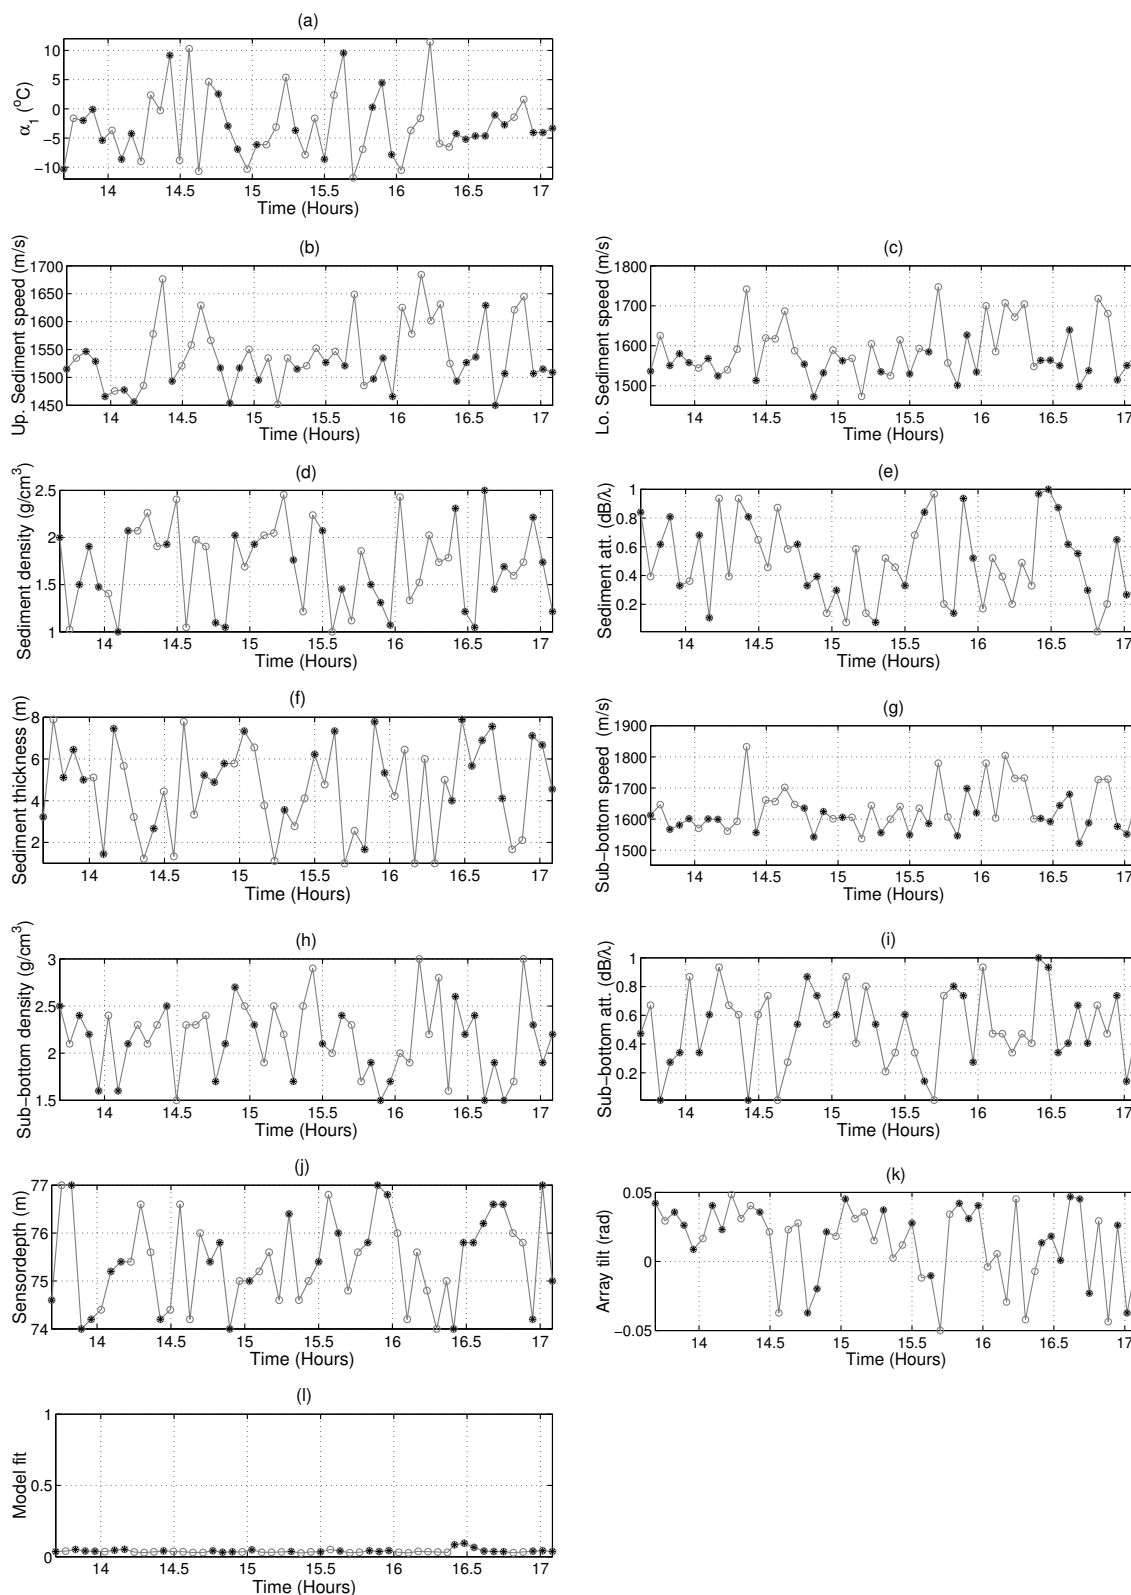 (a)
α₁ (°C)
10
5
0
−5
−10
14 14.5 15 15.5 16 16.5 17
Time (Hours)
(b)
Up. Sediment speed (m/s)
1700
1650
1600
1550
1500
1450
14 14.5 15 15.5 16 16.5 17
Time (Hours)
(c)
Lo. Sediment speed (m/s)
1800
1700
1600
1500
14 14.5 15 15.5 16 16.5 17
Time (Hours)
(d)
Sediment density (g/cm³)
2.5
2
1.5
1
14 14.5 15 15.5 16 16.5 17
Time (Hours)
(e)
Sediment att. (dB/λ)
1
0.8
0.6
0.4
0.2
14 14.5 15 15.5 16 16.5 17
Time (Hours)
(f)
Sediment thickness (m)
8
6
4
2
14 14.5 15 15.5 16 16.5 17
Time (Hours)
(g)
Sub−bottom speed (m/s)
1900
1800
1700
1600
1500
14 14.5 15 15.5 16 16.5 17
Time (Hours)
(h)
Sub−bottom density (g/cm³)
3
2.5
2
1.5
14 14.5 15 15.5 16 16.5 17
Time (Hours)
(i)
Sub−bottom att. (dB/λ)
1
0.8
0.6
0.4
0.2
14 14.5 15 15.5 16 16.5 17
Time (Hours)
(j)
Sensordepth (m)
77
76
75
74
14 14.5 15 15.5 16 16.5 17
Time (Hours)
(k)
Array tilt (rad)
0.05
0
−0.05
14 14.5 15 15.5 16 16.5 17
Time (Hours)
(l)
Model fit
1
0.5
0
14 14.5 15 15.5 16 16.5 17
Time (Hours)